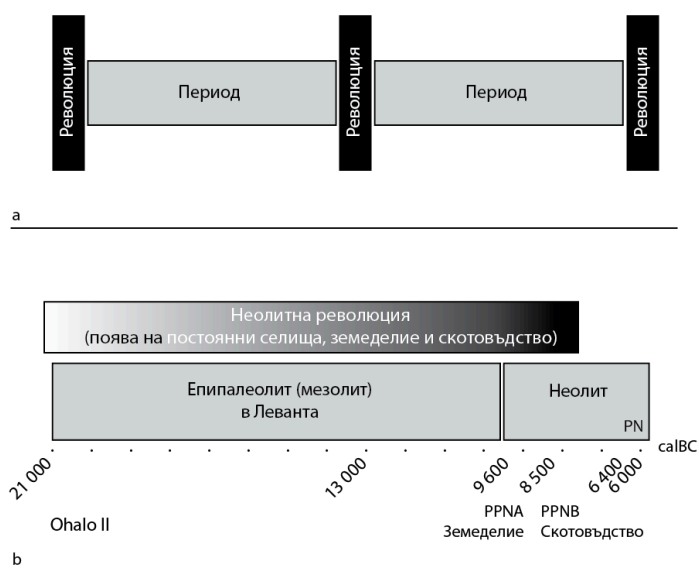 Революция
Период
Революция
Период
Революция
a
Неолитна революция
(поява на постоянни селища, земеделие и скотовъдство)
Епипалеолит (мезолит)
в Леванта
Неолит
PN
calBC
21 000
13 000
9 600
8 500
6 400
6 000
Ohalo II
PPNA
Земеделие
PPNB
Скотовъдство
b